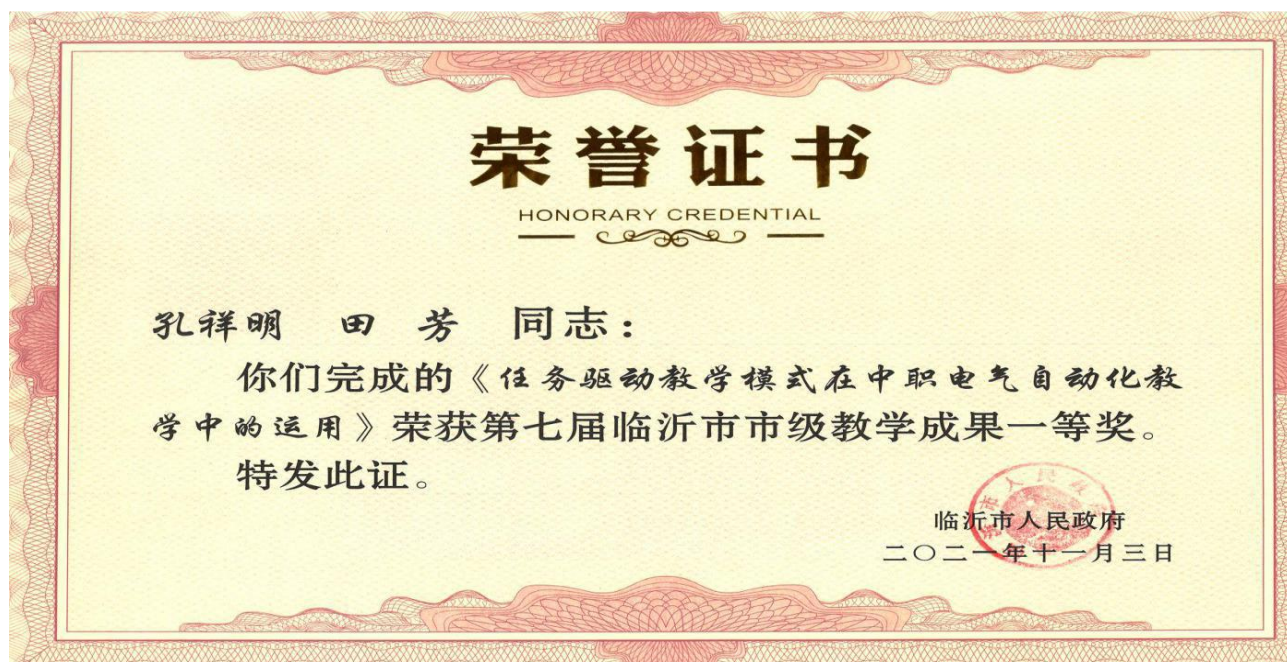 荣誉证书
HONORARY CREDENTIAL
孔祥明 田芳 同志：
你们完成的《任务驱动教学模式在中职电气自动化教
学中的运用》荣获第七届临沂市市级教学成果一等奖。
特发此证。
临沂市人民政府
二〇二一年十一月三日